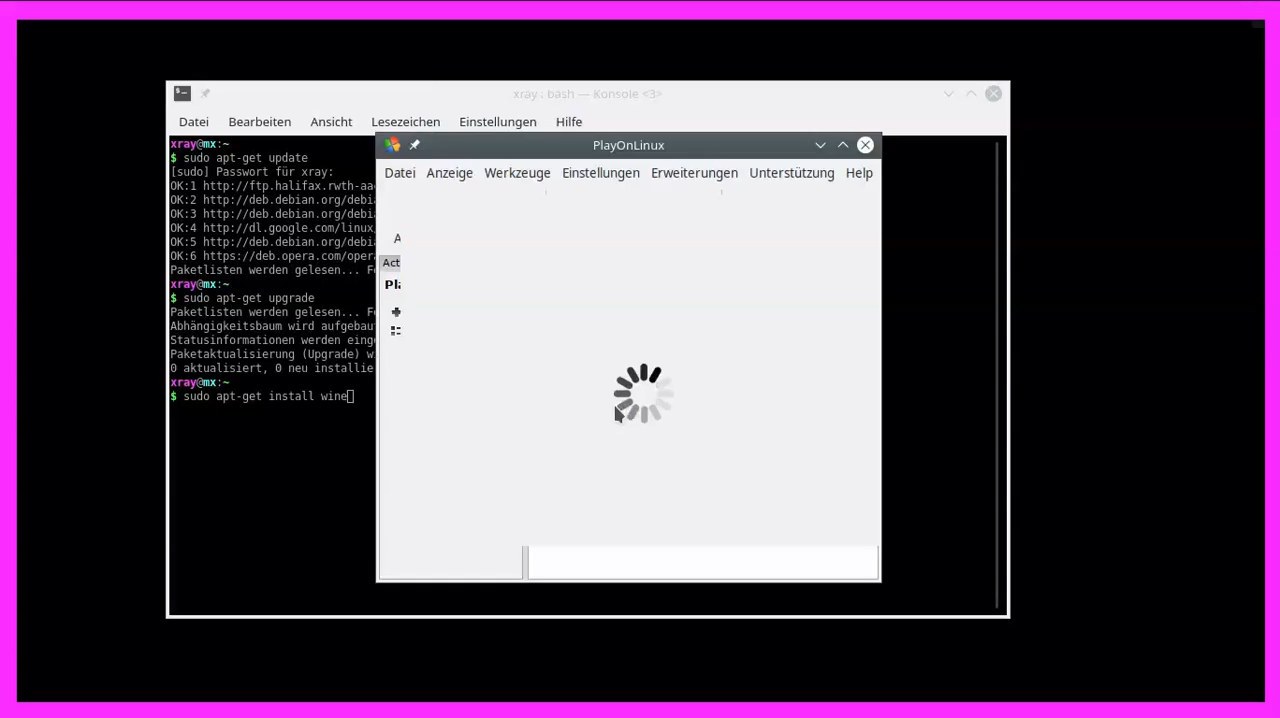 xray : bash — Konsole <3>
Datei Bearbeiten Ansicht Lesezeichen Einstellungen Hilfe
xray@mx:~
$ sudo apt-get update
[sudo] Passwort für xray:
OK:1 http://ftp.halifax.rwth-aa
OK:2 http://deb.debian.org/debi
OK:3 http://deb.debian.org/debi
OK:4 http://dl.google.com/linux
OK:5 http://deb.debian.org/debi
OK:6 https://deb.opera.com/oper
Paketlisten werden gelesen... Fe
xray@mx:~
$ sudo apt-get upgrade
Paketlisten werden gelesen... Fe
Abhängigkeitsbaum wird aufgebau
Statusinformationen werden eing
Paketaktualisierung (Upgrade) wi
0 aktualisiert, 0 neu installie
xray@mx:~
$ sudo apt-get install wine
PlayOnLinux
Datei Anzeige Werkzeuge Einstellungen Erweiterungen Unterstützung Help
A
Act
Pla